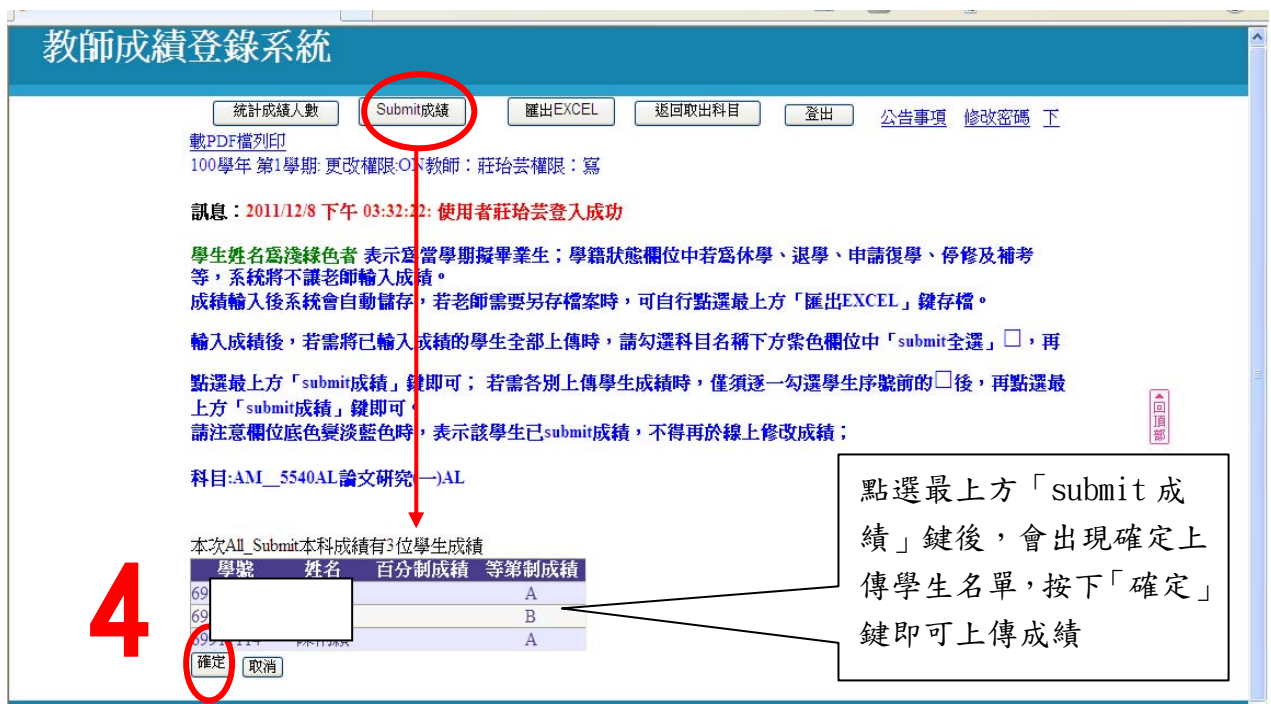 教師成績登錄系統
統計成績人數 Submit成績 匯出EXCEL 返回取出科目 登出 公告事項 修改密碼 下
載PDF檔列印
100學年 第1學期: 更改權限:ON教師：莊珆芸權限：寫
訊息：2011/12/8 下午 03:32:22: 使用者莊珆芸登入成功
學生姓名為淺綠色者 表示為當學期擬畢業生；學籍狀態欄位中若為休學、退學、申請復學、停修及補考
等，系統將不讓老師輸入成績。
成績輸入後系統會自動儲存，若老師需要另存檔案時，可自行點選最上方「匯出EXCEL」鍵存檔。
輸入成績後，若需將已輸入成績的學生全部上傳時，請勾選科目名稱下方紫色欄位中「submit全選」□，再
點選最上方「submit成績」鍵即可； 若需各別上傳學生成績時，僅須逐一勾選學生序號前的□後，再點選最
上方「submit成績」鍵即可。
請注意欄位底色變淡藍色時，表示該學生已submit成績，不得再於線上修改成績；
▲回頂部
科目:AM__5540AL論文研究(一)AL
點選最上方「submit 成
績」鍵後，會出現確定上
傳學生名單，按下「確定」
鍵即可上傳成績
本次All_Submit本科成績有3位學生成績
學號 姓名 百分制成績 等第制成績
69 A
69 B
A
4
確定 取消